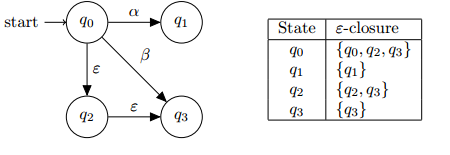 start
q₀
α
q₁
ε
β
q₂
ε
q₃
State ε-closure
q₀ {q₀, q₂, q₃}
q₁ {q₁}
q₂ {q₂, q₃}
q₃ {q₃}